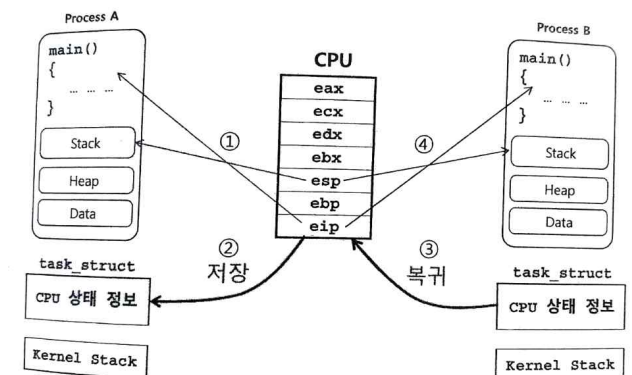 Process A
main()
{
... ... ...
}
Stack
Heap
Data
task_struct
CPU 상태 정보
Kernel Stack
CPU
eax
ecx
edx
ebx
esp
ebp
eip
①
②
저장
③
복귀
④
Process B
main()
{
... ... ...
}
Stack
Heap
Data
task_struct
CPU 상태 정보
Kernel Stack